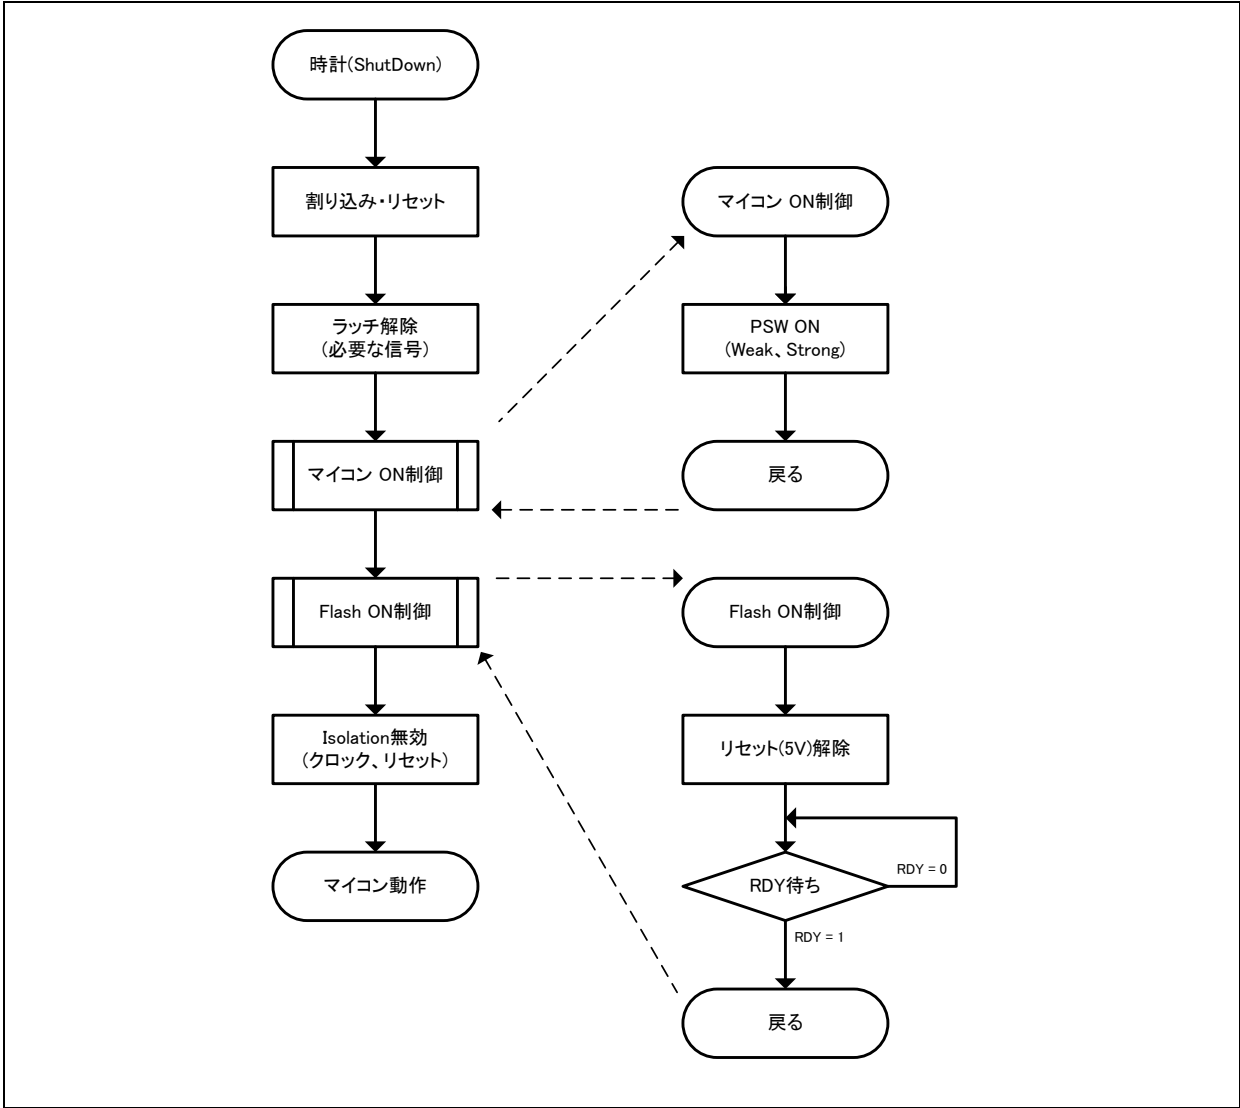 時計(ShutDown)
割り込み・リセット
ラッチ解除
(必要な信号)
マイコン ON制御
Flash ON制御
Isolation無効
(クロック、リセット)
マイコン動作
マイコン ON制御
PSW ON
(Weak、Strong)
戻る
Flash ON制御
リセット(5V)解除
RDY待ち
RDY = 0
RDY = 1
戻る